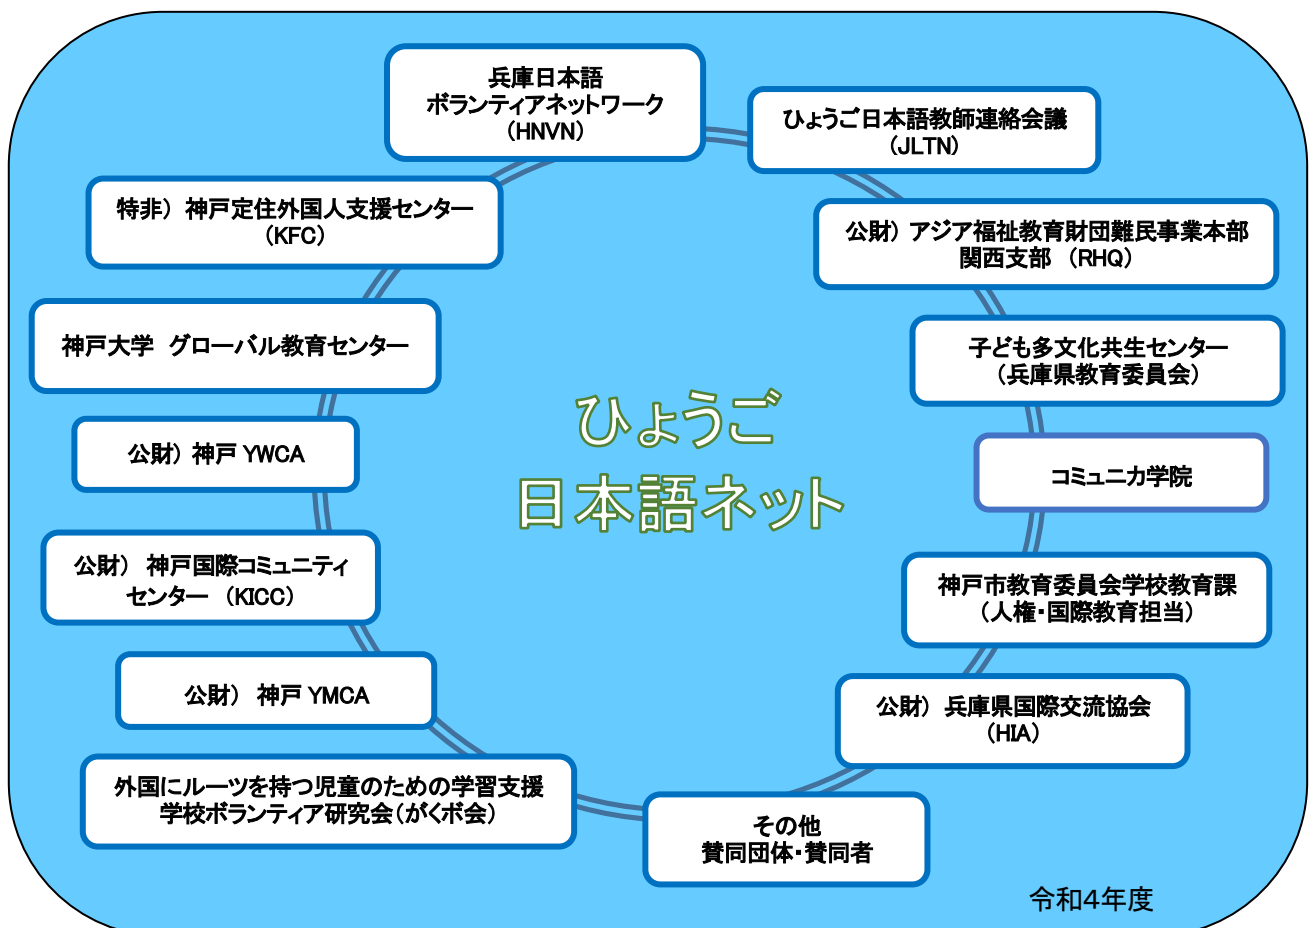 兵庫日本語
ボランティアネットワーク
（HNVN）
ひょうご日本語教師連絡会議
（JLTN）
特非） 神戸定住外国人支援センター
（KFC）
公財） アジア福祉教育財団難民事業本部
関西支部　（RHQ）
神戸大学　グローバル教育センター
子ども多文化共生センター
（兵庫県教育委員会）
ひょうご
日本語ネット
公財） 神戸 YWCA
コミュニカ学院
公財）　神戸国際コミュニティ
センター　（KICC）
神戸市教育委員会学校教育課
（人権・国際教育担当）
公財）　神戸 YMCA
公財）　兵庫県国際交流協会
（HIA）
外国にルーツを持つ児童のための学習支援
学校ボランティア研究会（がくボ会）
その他
賛同団体・賛同者
令和4年度